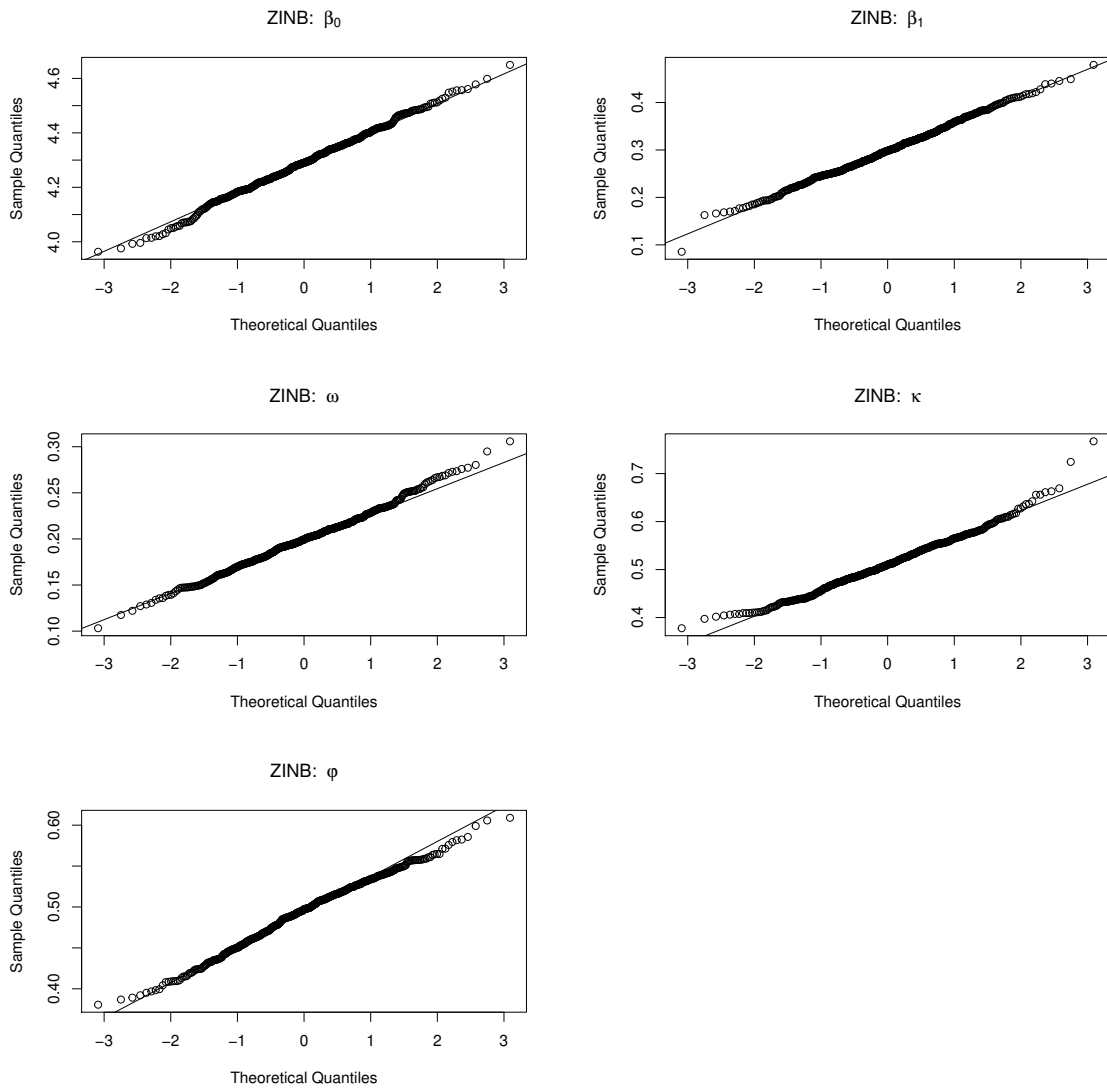 ZINB: β0
Sample Quantiles
4.0 4.2 4.4 4.6
−3 −2 −1 0 1 2 3
Theoretical Quantiles
ZINB: β1
Sample Quantiles
0.1 0.2 0.3 0.4
−3 −2 −1 0 1 2 3
Theoretical Quantiles
ZINB: ω
Sample Quantiles
0.10 0.15 0.20 0.25 0.30
−3 −2 −1 0 1 2 3
Theoretical Quantiles
ZINB: κ
Sample Quantiles
0.4 0.5 0.6 0.7
−3 −2 −1 0 1 2 3
Theoretical Quantiles
ZINB: φ
Sample Quantiles
0.40 0.50 0.60
−3 −2 −1 0 1 2 3
Theoretical Quantiles